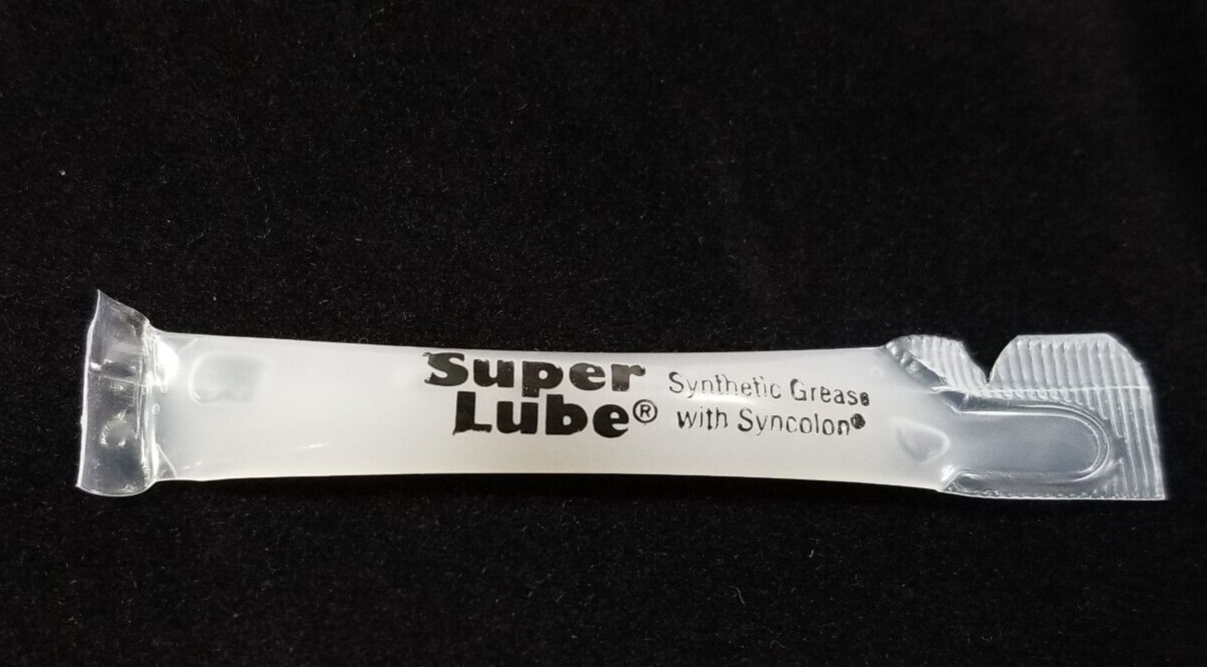 Super
Lube®
Synthetic Grease
with Syncolon®